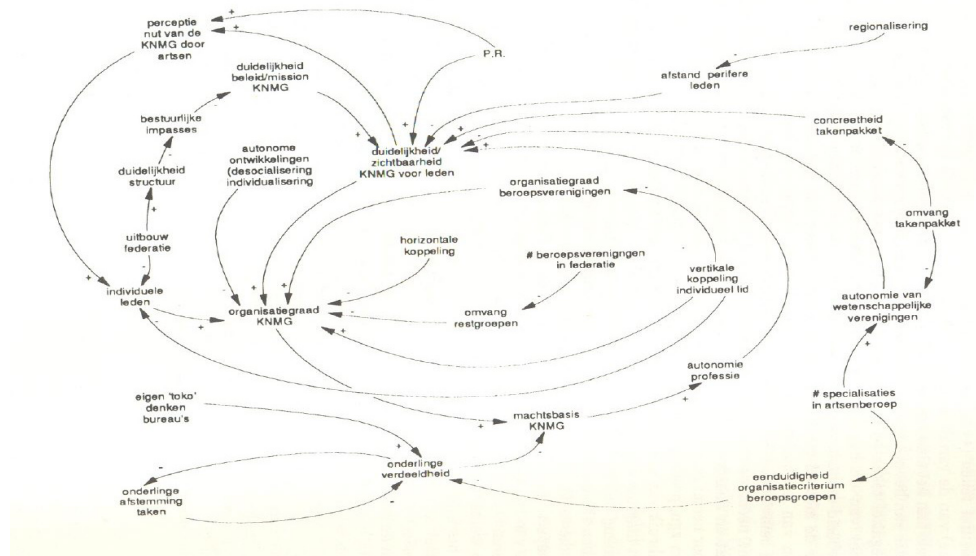 perceptie
nut van de
KNMG door
artsen
P.R.
regionalisering
duidelijkheid
beleid/mission
KNMG
afstand perifere
leden
bestuurlijke
impasses
autonome
ontwikkelingen
(desocialisering
individualisering
duidelijkheid/
zichtbaarheid
KNMG voor leden
concreetheid
takenpakket
duidelijkheid
structuur
organisatiegraad
beroepsverenigingen
omvang
takenpakket
uitbouw
federatie
horizontale
koppeling
# beroepsverenigngen
in federatie
vertikale
koppeling
individueel lid
individuele
leden
organisatiegraad
KNMG
omvang
restgroepen
autonomie van
wetenschappelijke
verenigingen
autonomie
professie
eigen 'toko'
denken
bureau's
machtsbasis
KNMG
# specialisaties
in artsenberoep
onderlinge
verdeeldheid
onderlinge
afstemming
taken
eenduidigheid
organisatiecriterium
beroepsgroepen